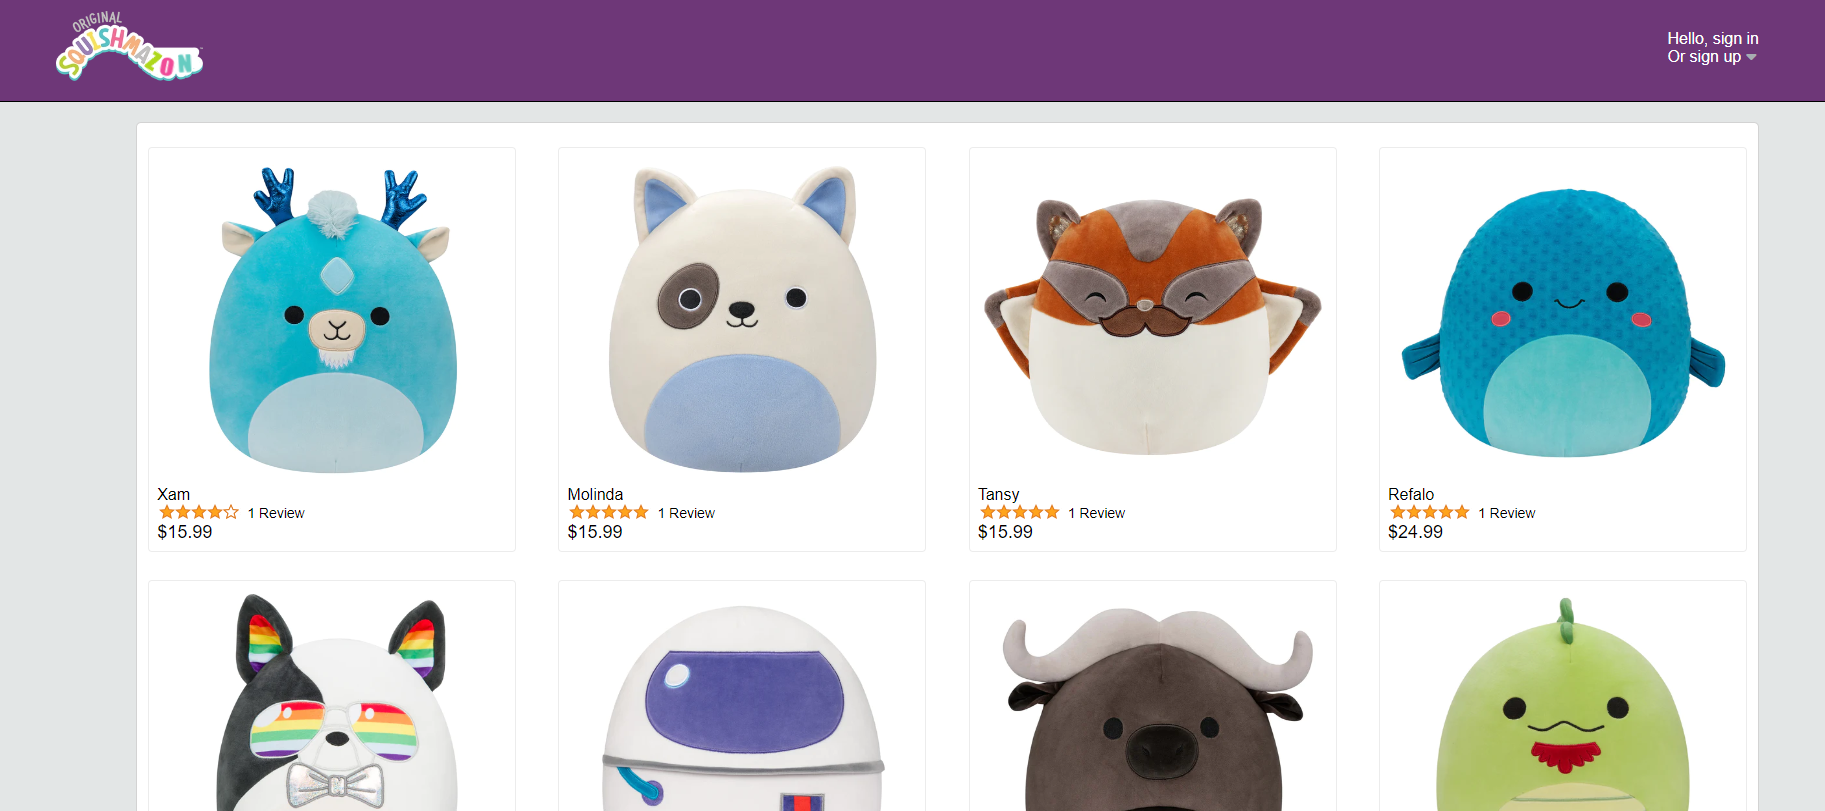 ORIGINAL
SQUISHMAZON
Hello, sign in
Or sign up
Xam
1 Review
$15.99
Molinda
1 Review
$15.99
Tansy
1 Review
$15.99
Refalo
1 Review
$24.99